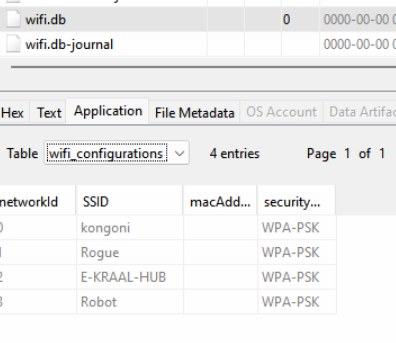 wifi.db 0 0000-00-00 0
wifi.db-journal 0000-00-00 0
Hex Text Application File Metadata OS Account Data Artifac
Table wifi_configurations 4 entries Page 1 of 1
networkId SSID macAdd... security...
0 kongoni WPA-PSK
1 Rogue WPA-PSK
2 E-KRAAL-HUB WPA-PSK
3 Robot WPA-PSK